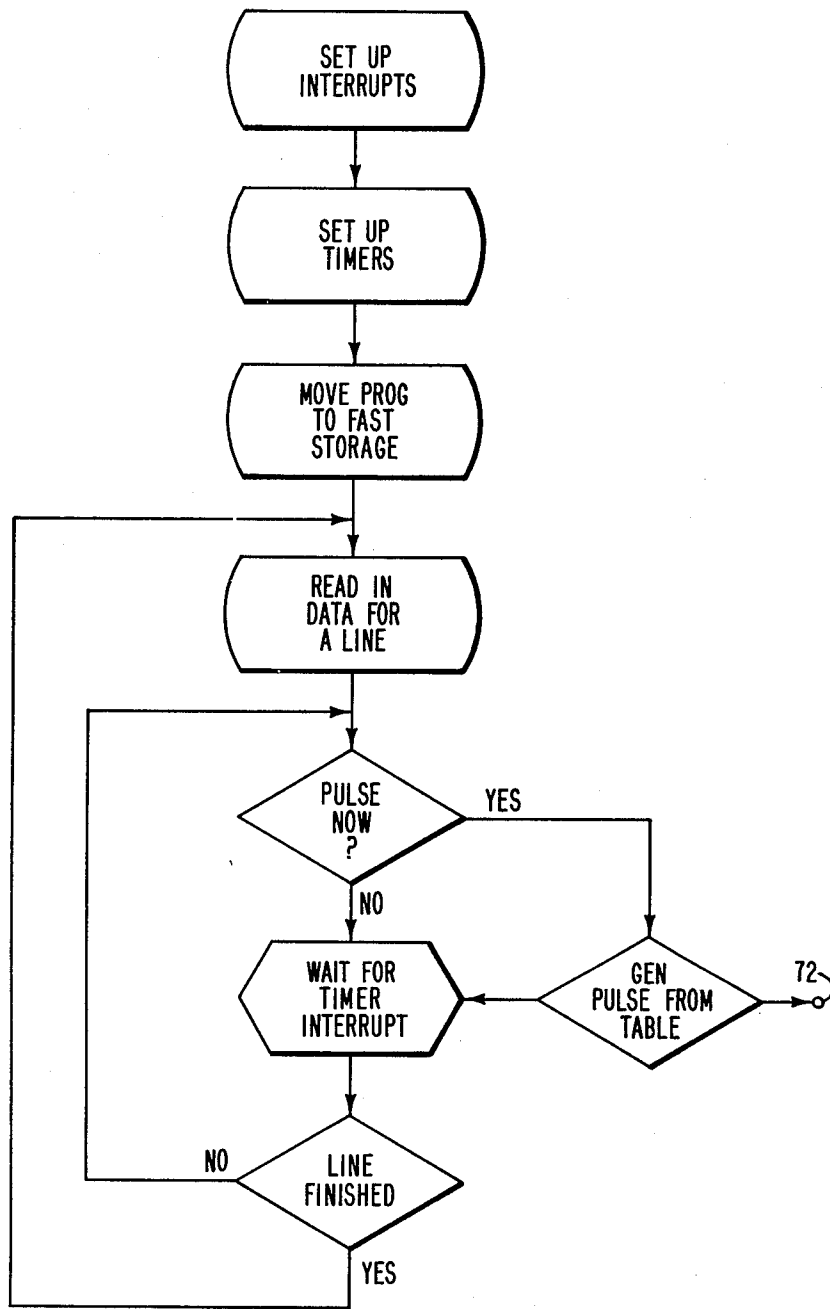 SET UP
INTERRUPTS
SET UP
TIMERS
MOVE PROG
TO FAST
STORAGE
READ IN
DATA FOR
A LINE
PULSE
NOW
?
YES
NO
WAIT FOR
TIMER
INTERRUPT
GEN
PULSE FROM
TABLE
72
LINE
FINISHED
NO
YES